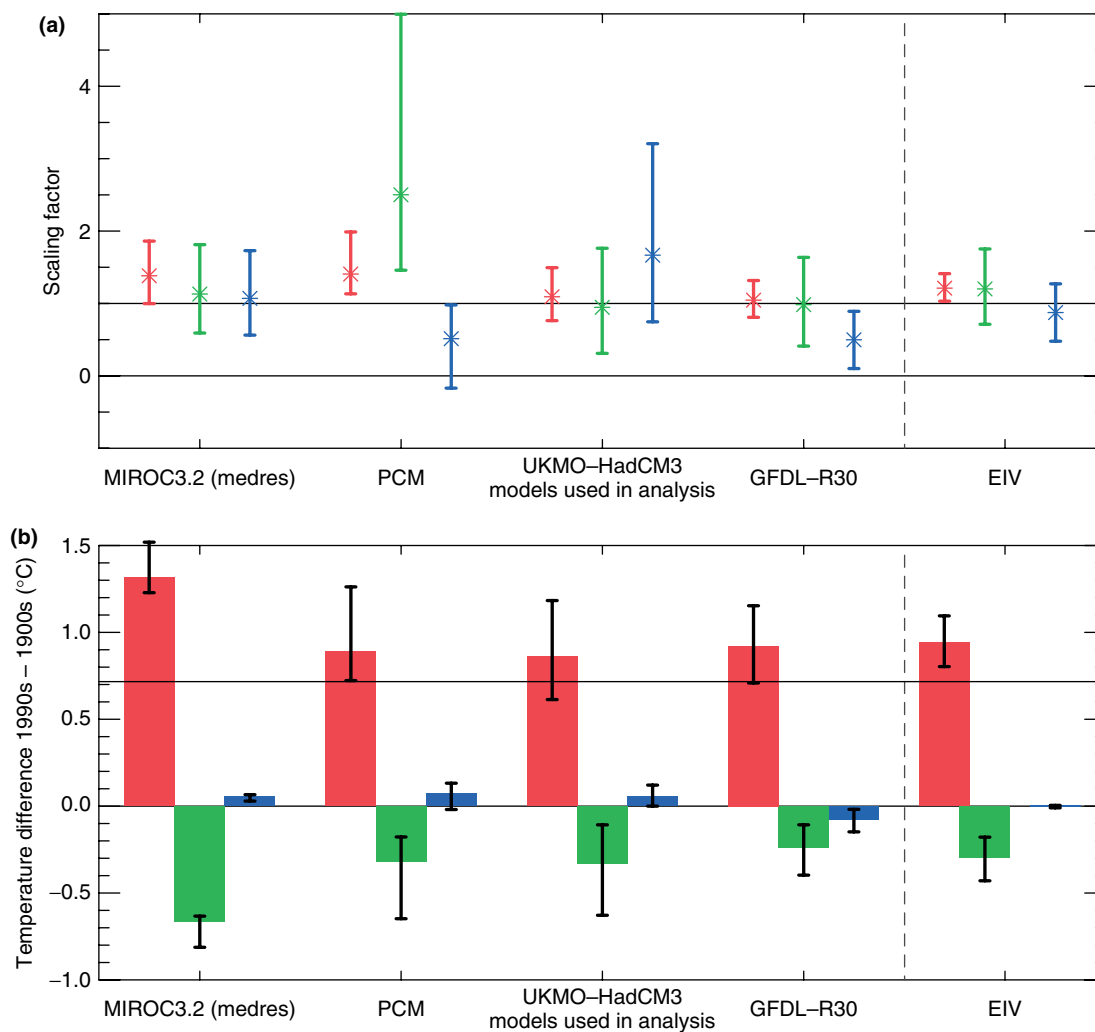 (a)
Scaling factor
4
2
0
MIROC3.2 (medres)
PCM
UKMO–HadCM3
models used in analysis
GFDL–R30
EIV
(b)
Temperature difference 1990s – 1900s (°C)
1.5
1.0
0.5
0.0
−0.5
−1.0
MIROC3.2 (medres)
PCM
UKMO–HadCM3
models used in analysis
GFDL–R30
EIV